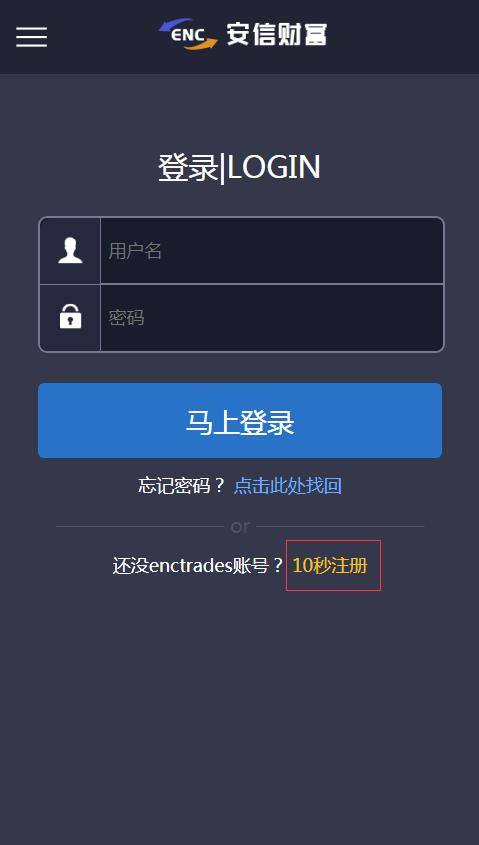 ENC 安信财富
登录|LOGIN
用户名
密码
马上登录
忘记密码？ 点击此处找回
or
还没enctrades账号？ 10秒注册